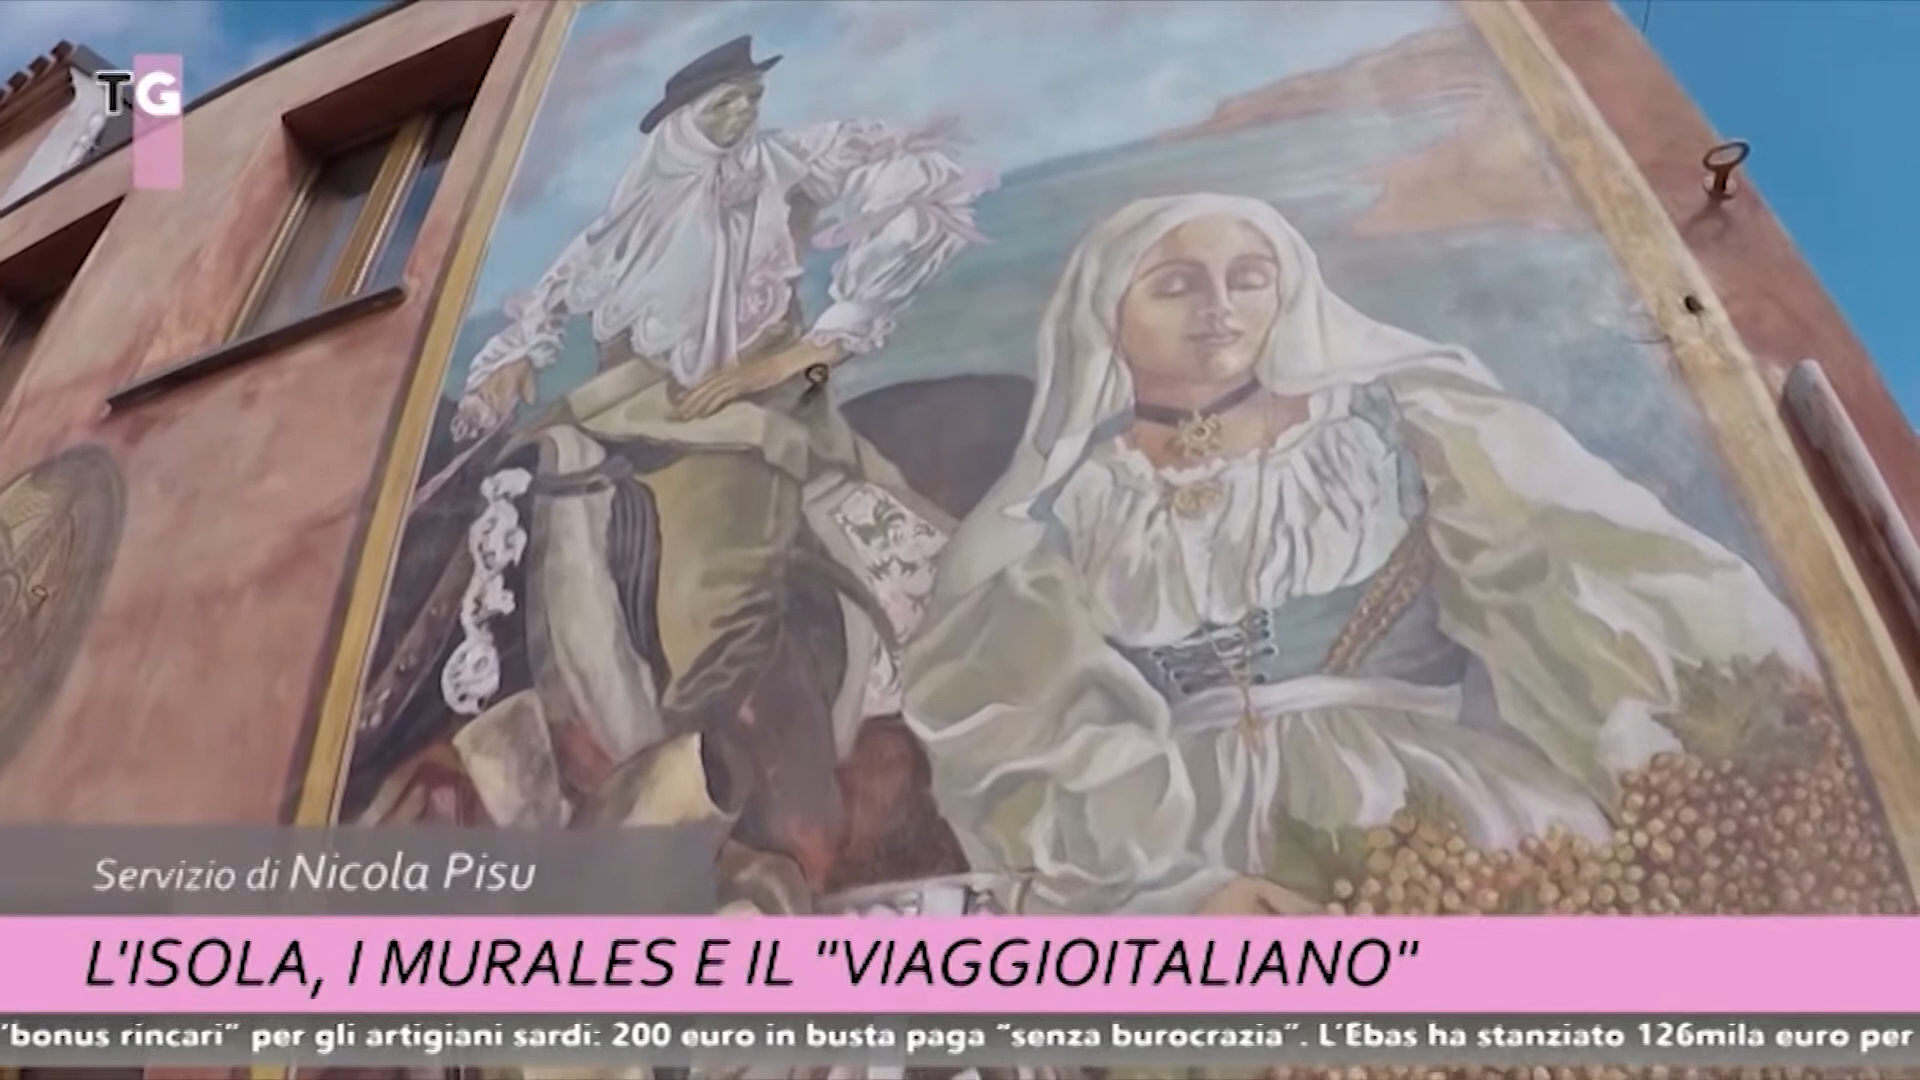 TG
Servizio di Nicola Pisu
L'ISOLA, I MURALES E IL "VIAGGIOITALIANO"
"bonus rincari" per gli artigiani sardi: 200 euro in busta paga "senza burocrazia". L'Ebas ha stanziato 126mila euro per